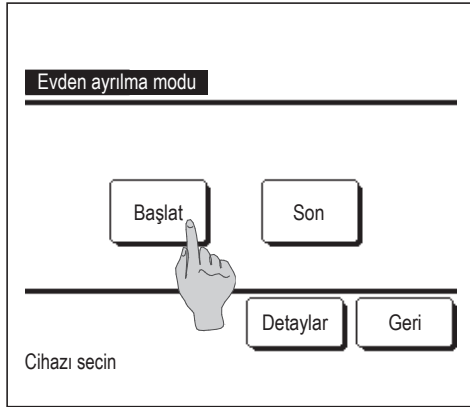 Evden ayrılma modu
Başlat
Son
Detaylar
Geri
Cihazı secin